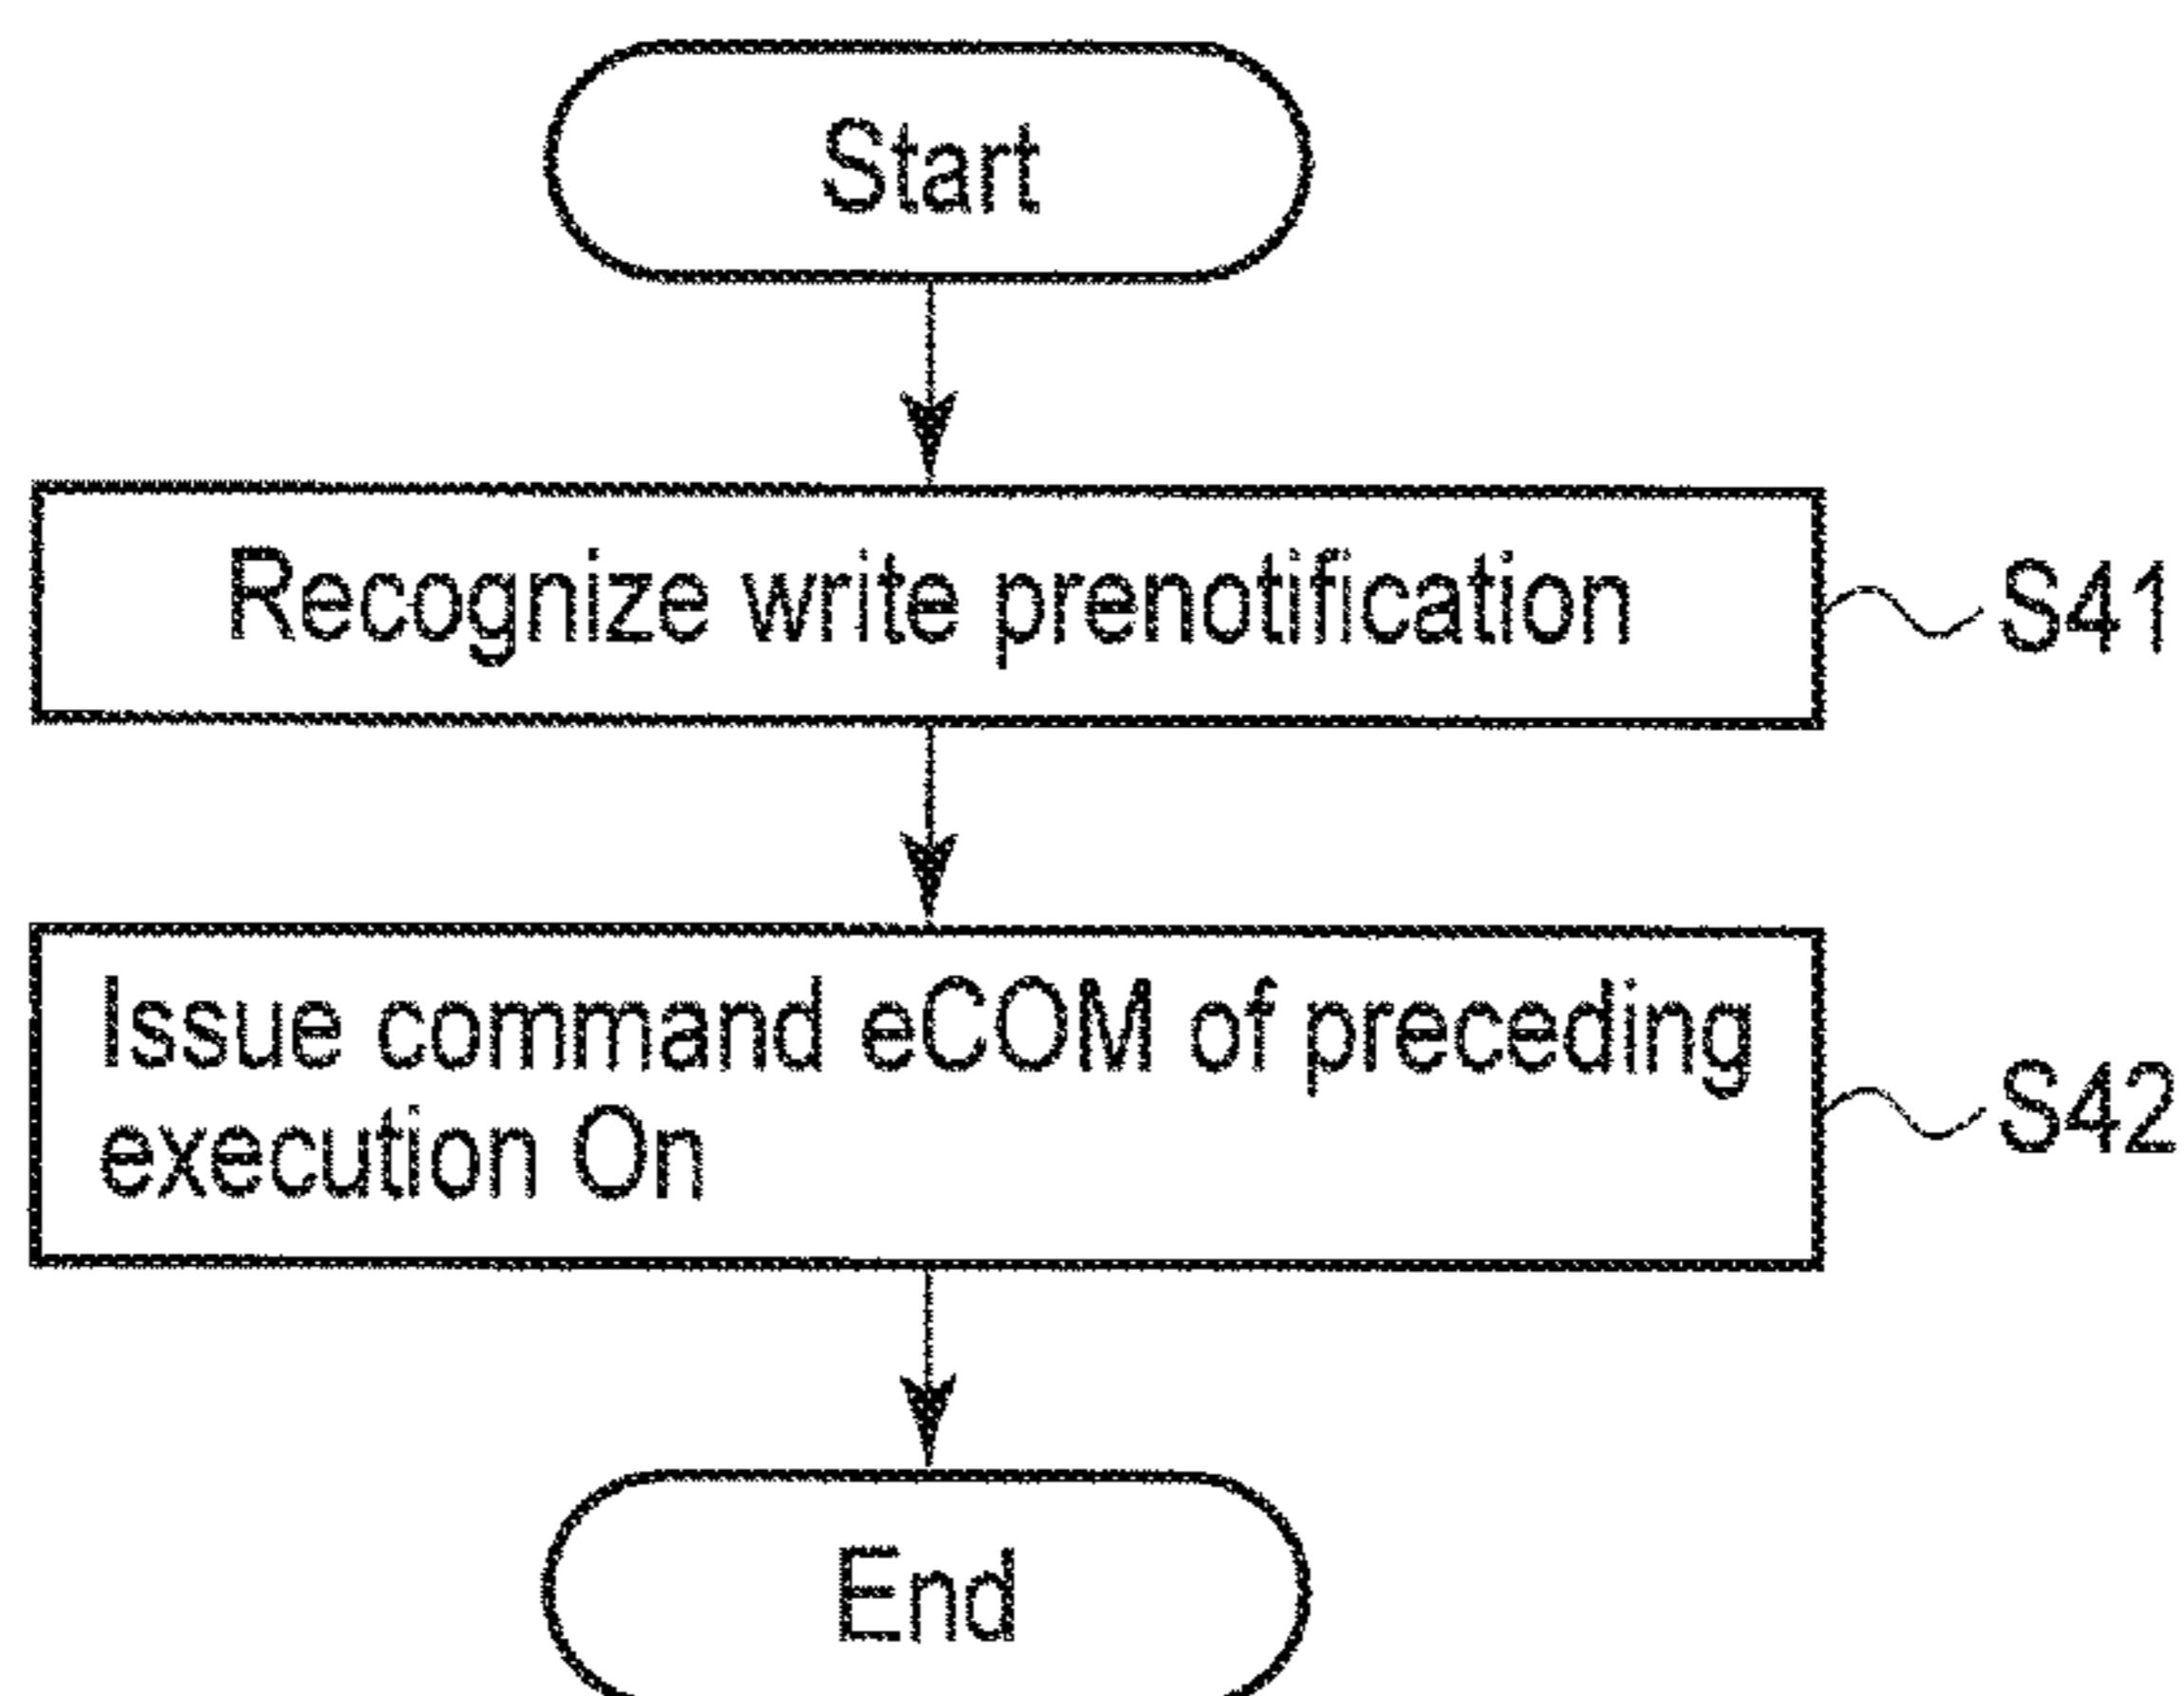 Start
Recognize write prenotification
S41
Issue command eCOM of preceding
execution On
S42
End